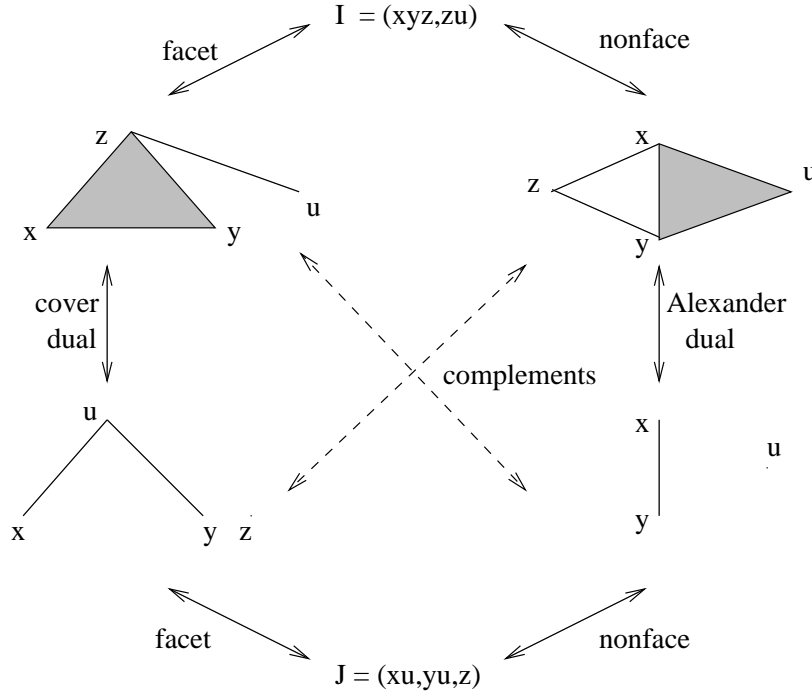 I = (xyz,zu)
facet
nonface
z
x
y
u
x
z
y
u
cover
dual
complements
Alexander
dual
u
x
y
z
x
y
u
facet
nonface
J = (xu,yu,z)